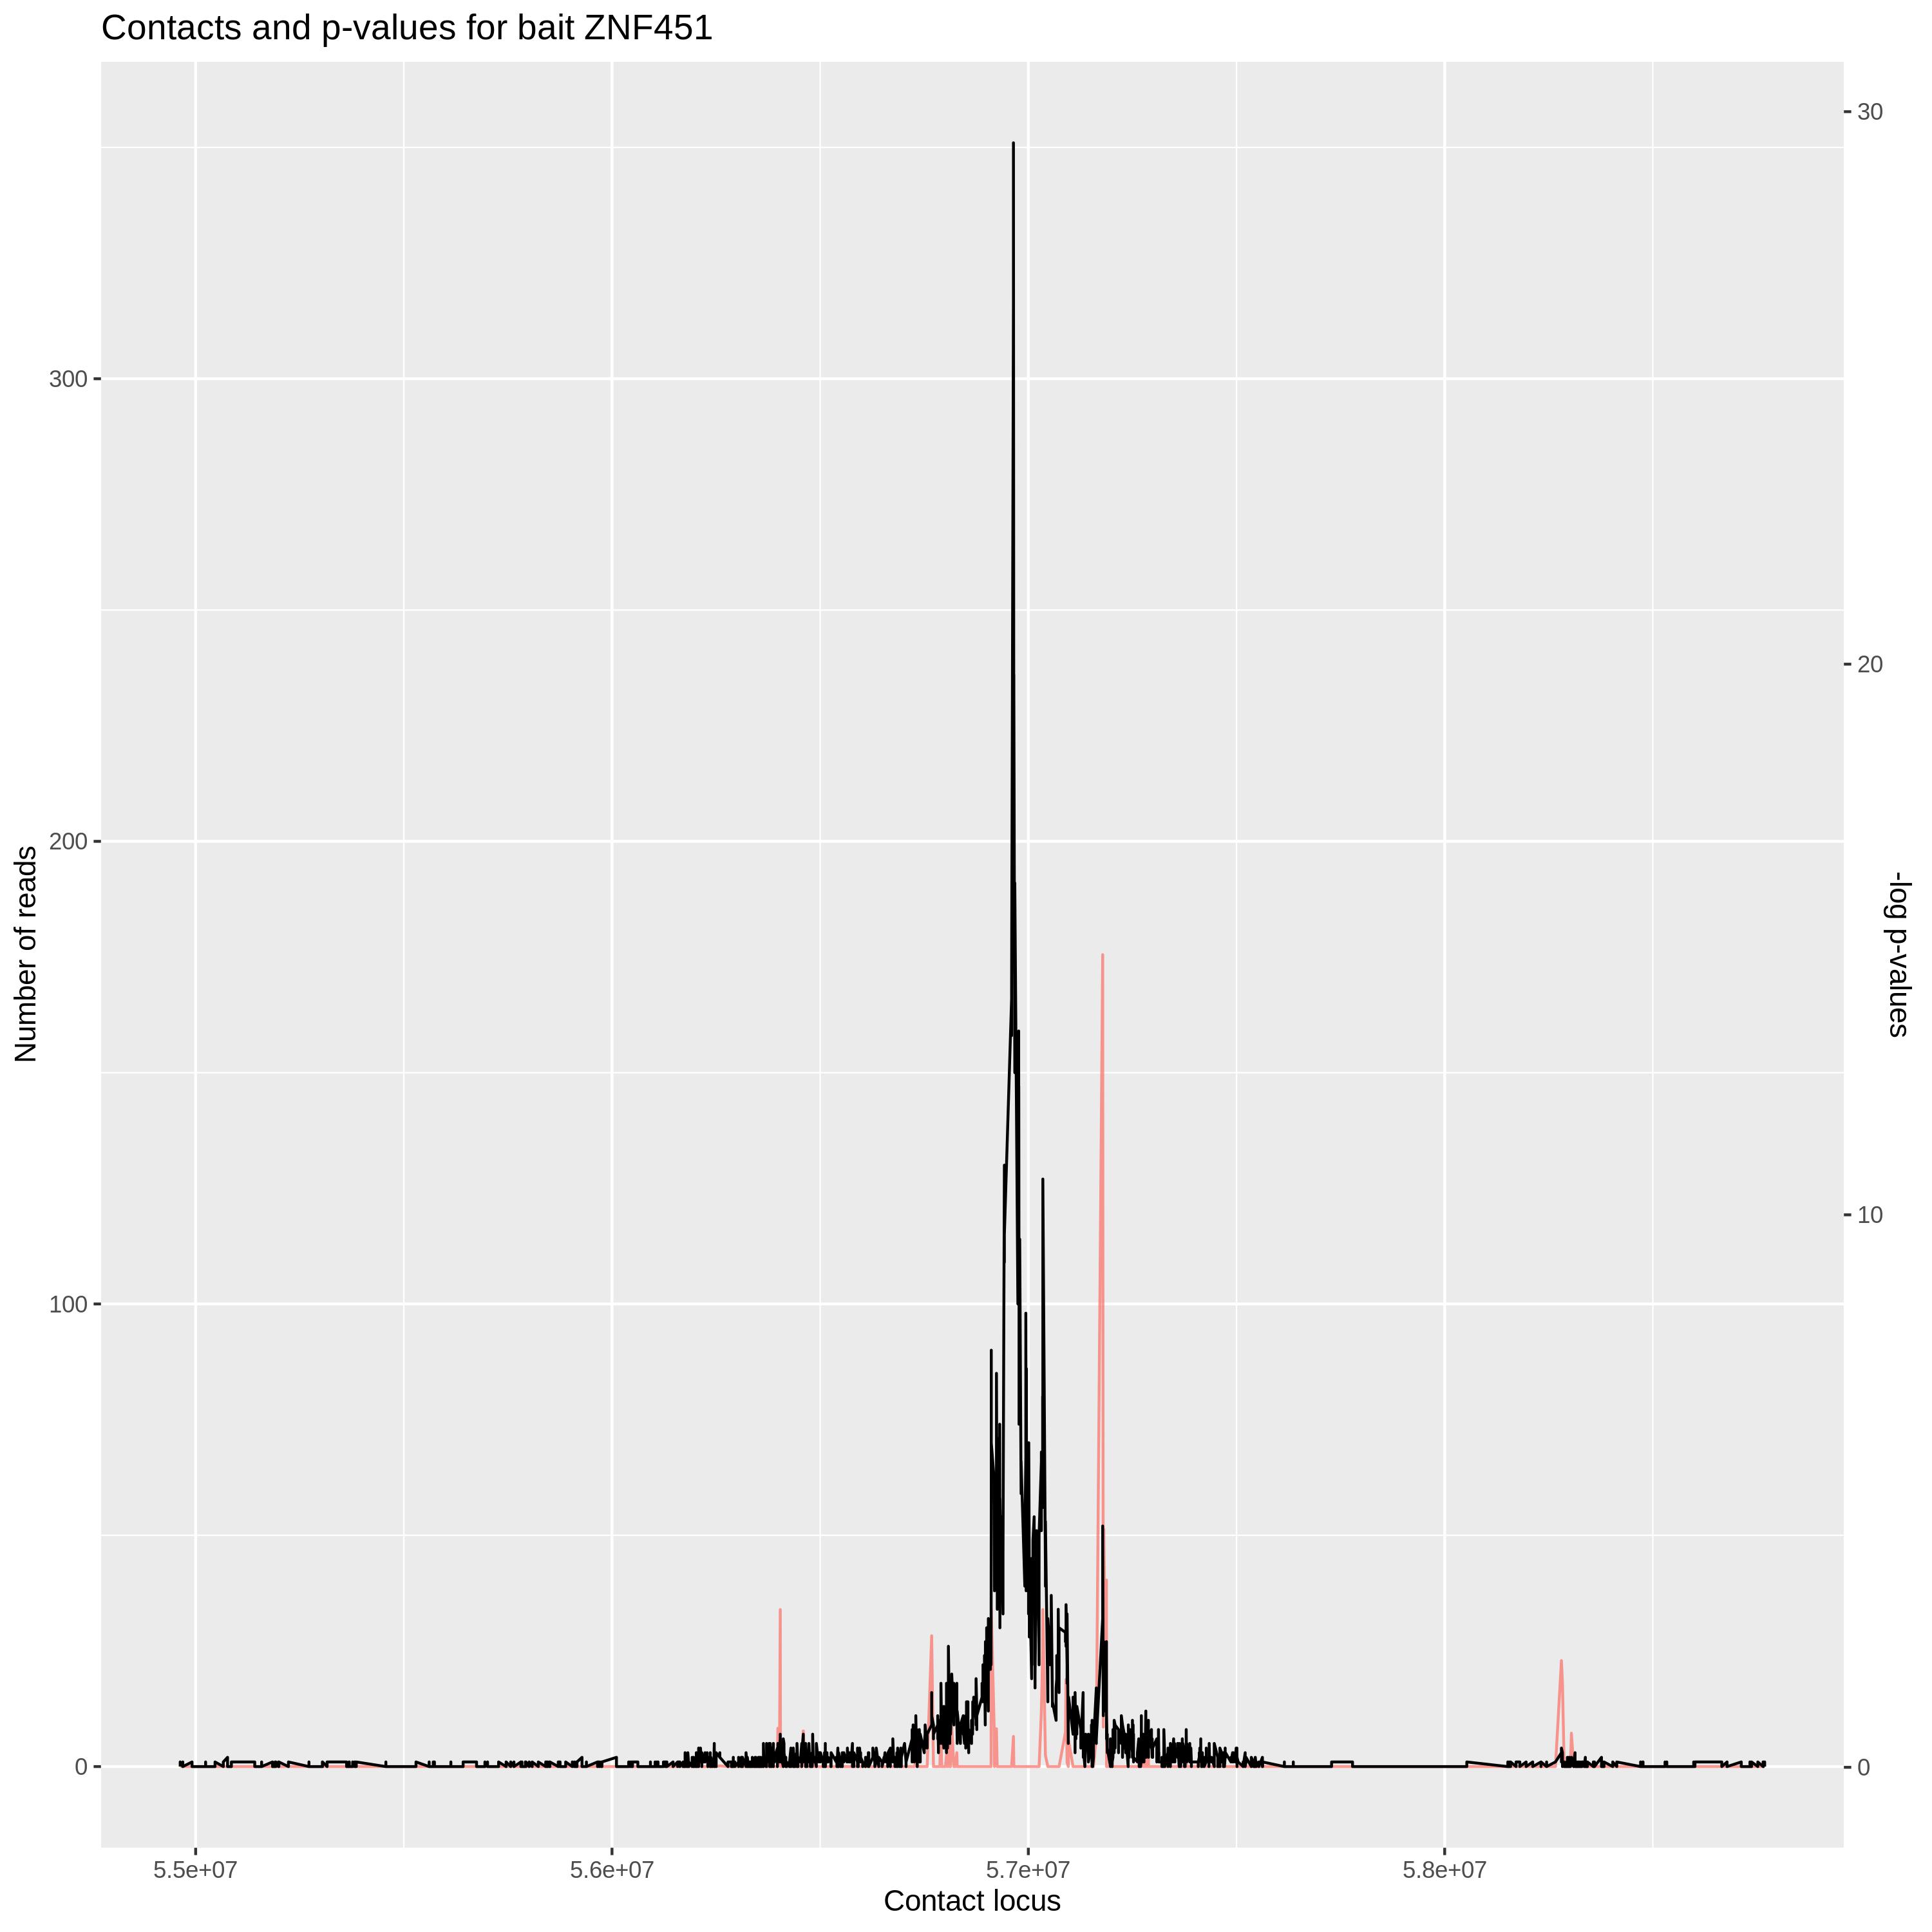 Contacts and p-values for bait ZNF451
Number of reads
300
200
100
0
30
20
10
0
-log p-values
5.5e+07 5.6e+07 5.7e+07 5.8e+07
Contact locus